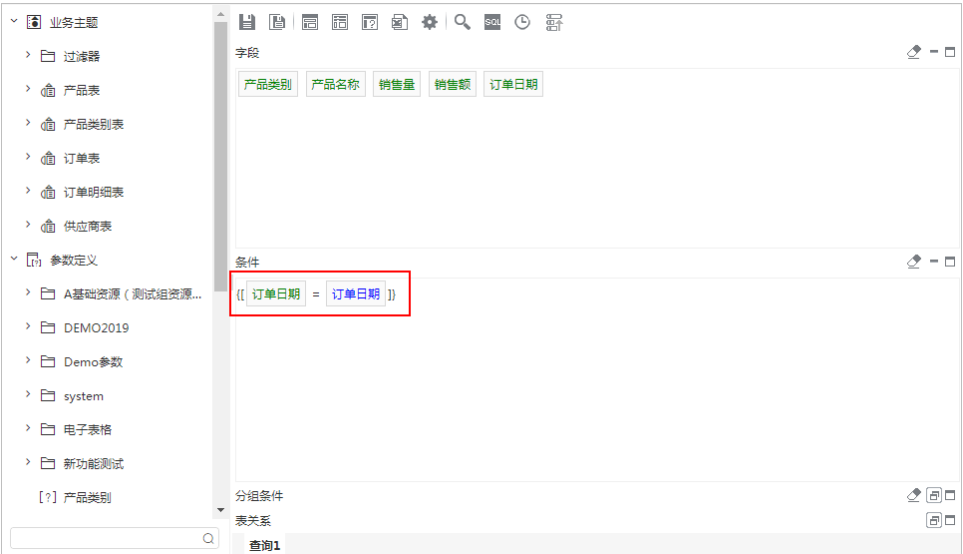 业务主题
过滤器
产品表
产品类别表
订单表
订单明细表
供应商表
参数定义
A基础资源（测试组资源...
DEMO2019
Demo参数
system
电子表格
新功能测试
[?] 产品类别
SQL
字段
产品类别 产品名称 销售量 销售额 订单日期
条件
{[ 订单日期 = 订单日期 ]}
分组条件
表关系
查询1